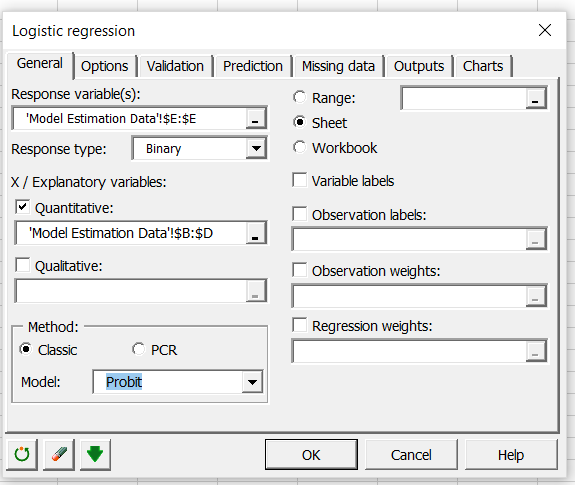 Logistic regression
General Options Validation Prediction Missing data Outputs Charts
Response variable(s):
'Model Estimation Data'!$E:$E
Response type: Binary
X / Explanatory variables:
Quantitative:
'Model Estimation Data'!$B:$D
Qualitative:
Method:
Classic PCR
Model: Probit
Range:
Sheet
Workbook
Variable labels
Observation labels:
Observation weights:
Regression weights:
OK Cancel Help